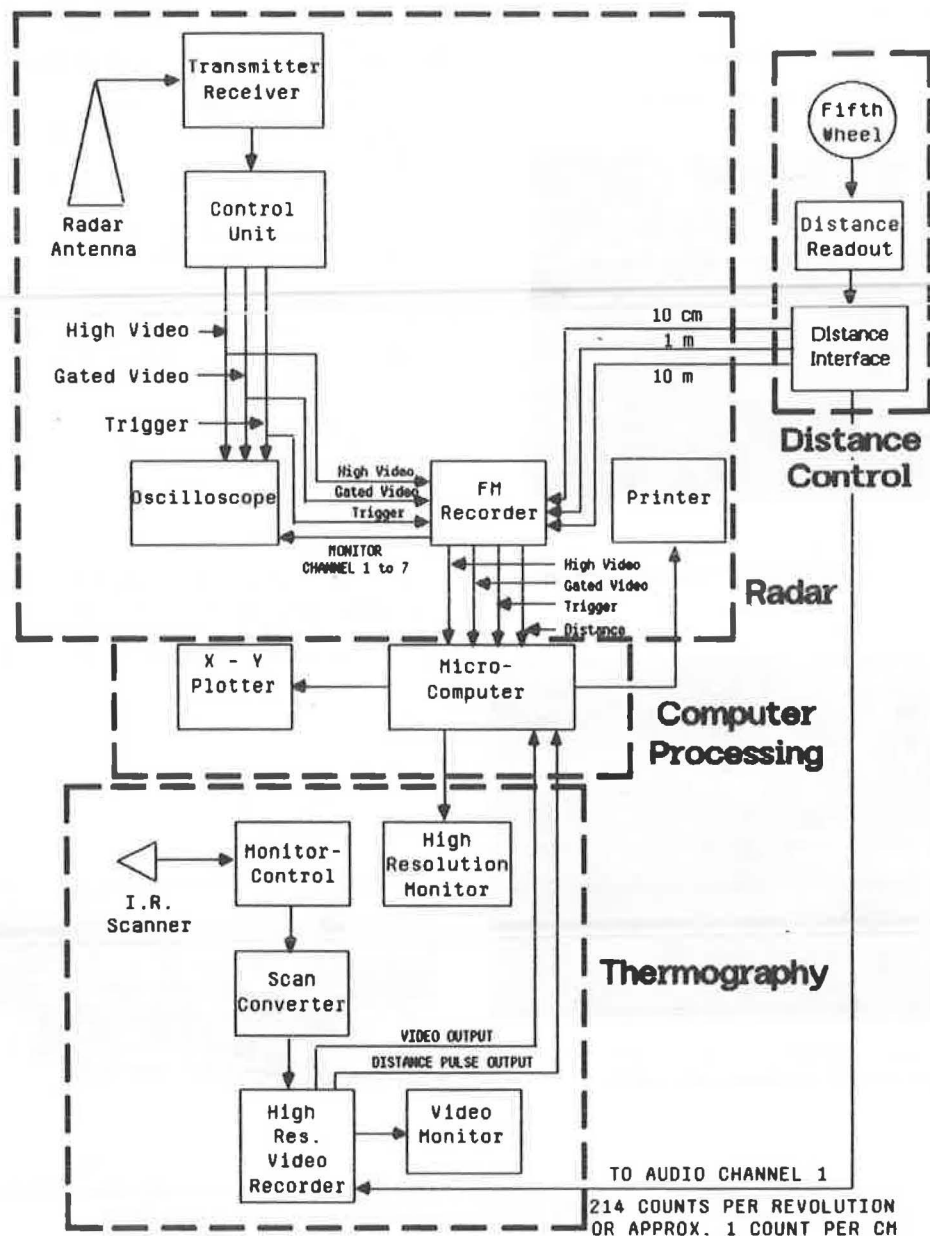 Transmitter
Receiver
Fifth
Wheel
Radar
Antenna
Control
Unit
Distance
Readout
High Video
Gated Video
Trigger
10 cm
1 m
10 m
Distance
Interface
Distance
Control
Oscilloscope
High Video
Gated Video
Trigger
MONITOR
CHANNEL 1 to 7
FM
Recorder
Printer
High Video
Gated Video
Trigger
Distance
Radar
X - Y
Plotter
Micro-
Computer
Computer
Processing
I.R.
Scanner
Monitor-
Control
High
Resolution
Monitor
Scan
Converter
Thermography
VIDEO OUTPUT
DISTANCE PULSE OUTPUT
High
Res.
Video
Recorder
Video
Monitor
TO AUDIO CHANNEL 1
214 COUNTS PER REVOLUTION
OR APPROX. 1 COUNT PER CM